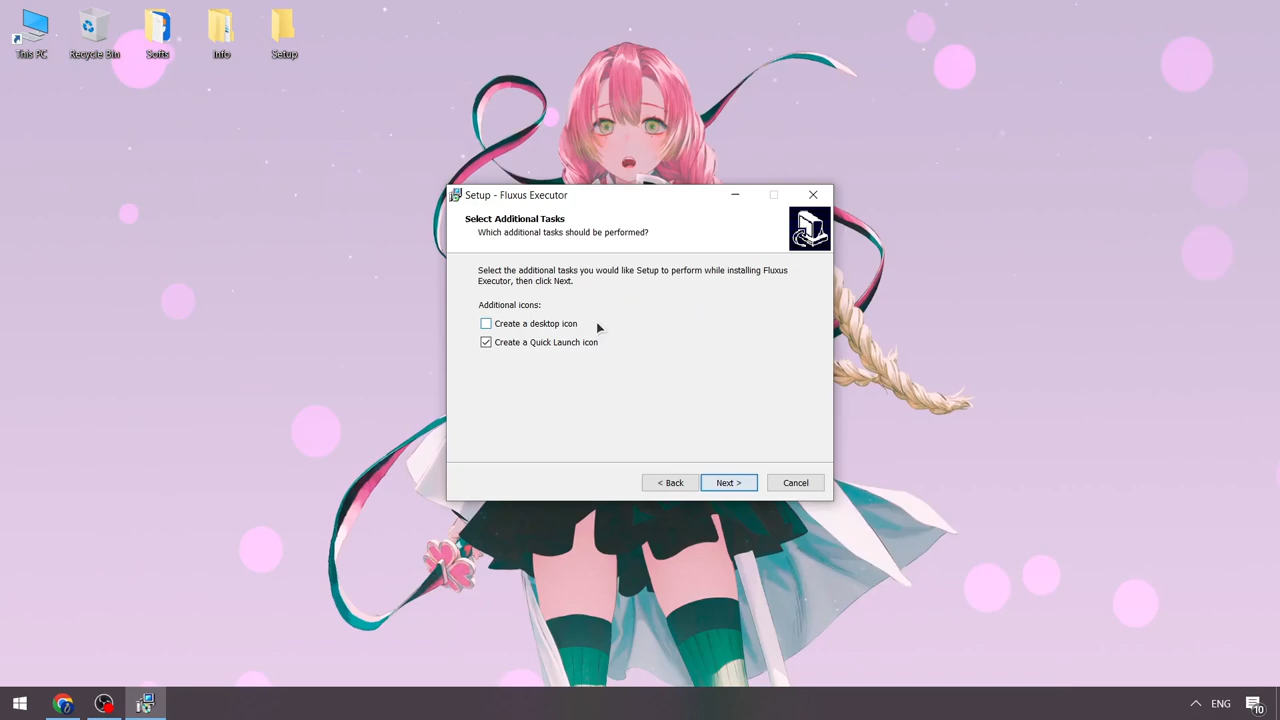 This PC
Recycle Bin
Softs
Info
Setup
Setup - Fluxus Executor
Select Additional Tasks
Which additional tasks should be performed?
Select the additional tasks you would like Setup to perform while installing Fluxus
Executor, then click Next.
Additional icons:
Create a desktop icon
Create a Quick Launch icon
< Back
Next >
Cancel
ENG
10